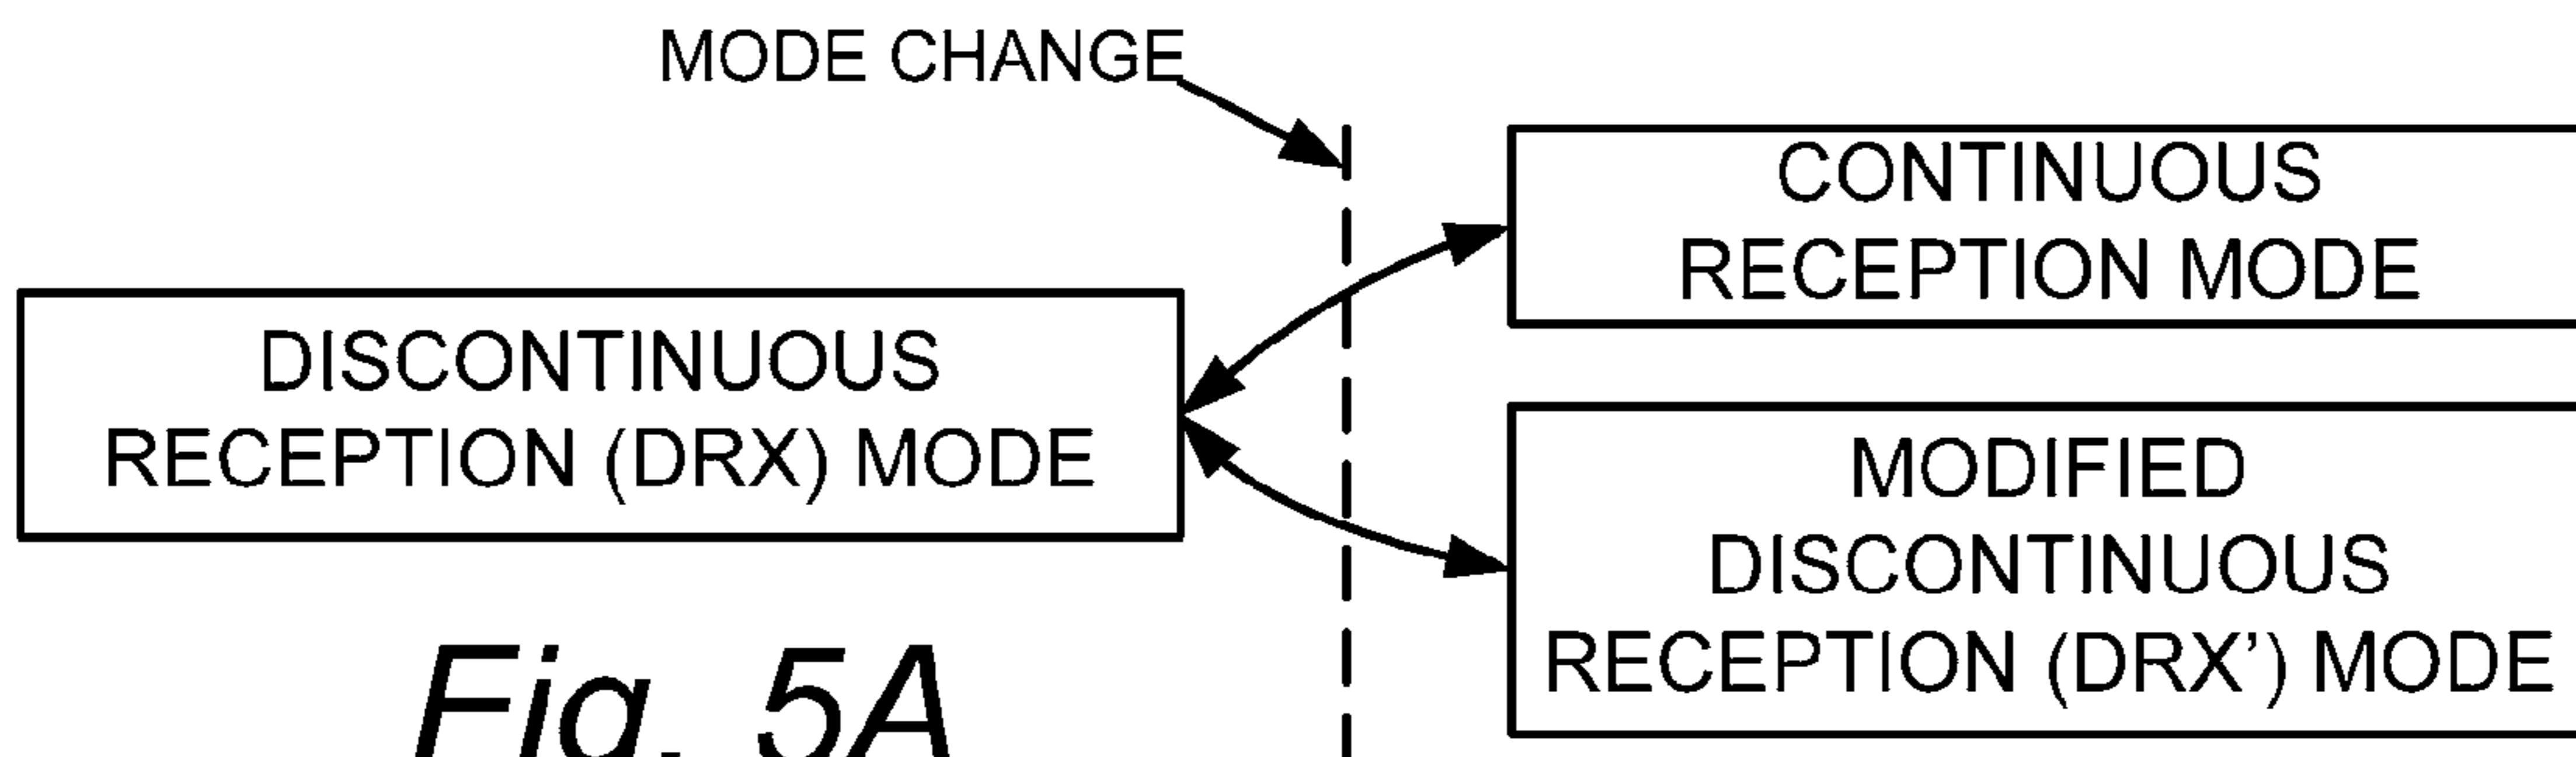 MODE CHANGE
CONTINUOUS
RECEPTION MODE
DISCONTINUOUS
RECEPTION (DRX) MODE
MODIFIED
DISCONTINUOUS
RECEPTION (DRX’) MODE
Fig. 5A